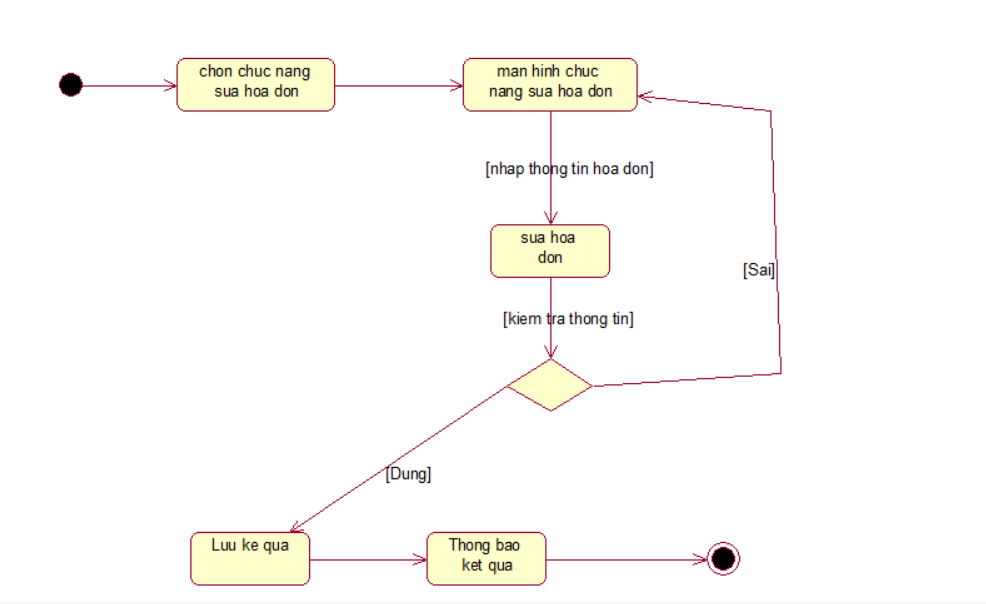 chon chuc nang
sua hoa don
man hinh chuc
nang sua hoa don
[nhap thong tin hoa don]
sua hoa
don
[Sai]
[kiem tra thong tin]
[Dung]
Luu ke qua
Thong bao
ket qua